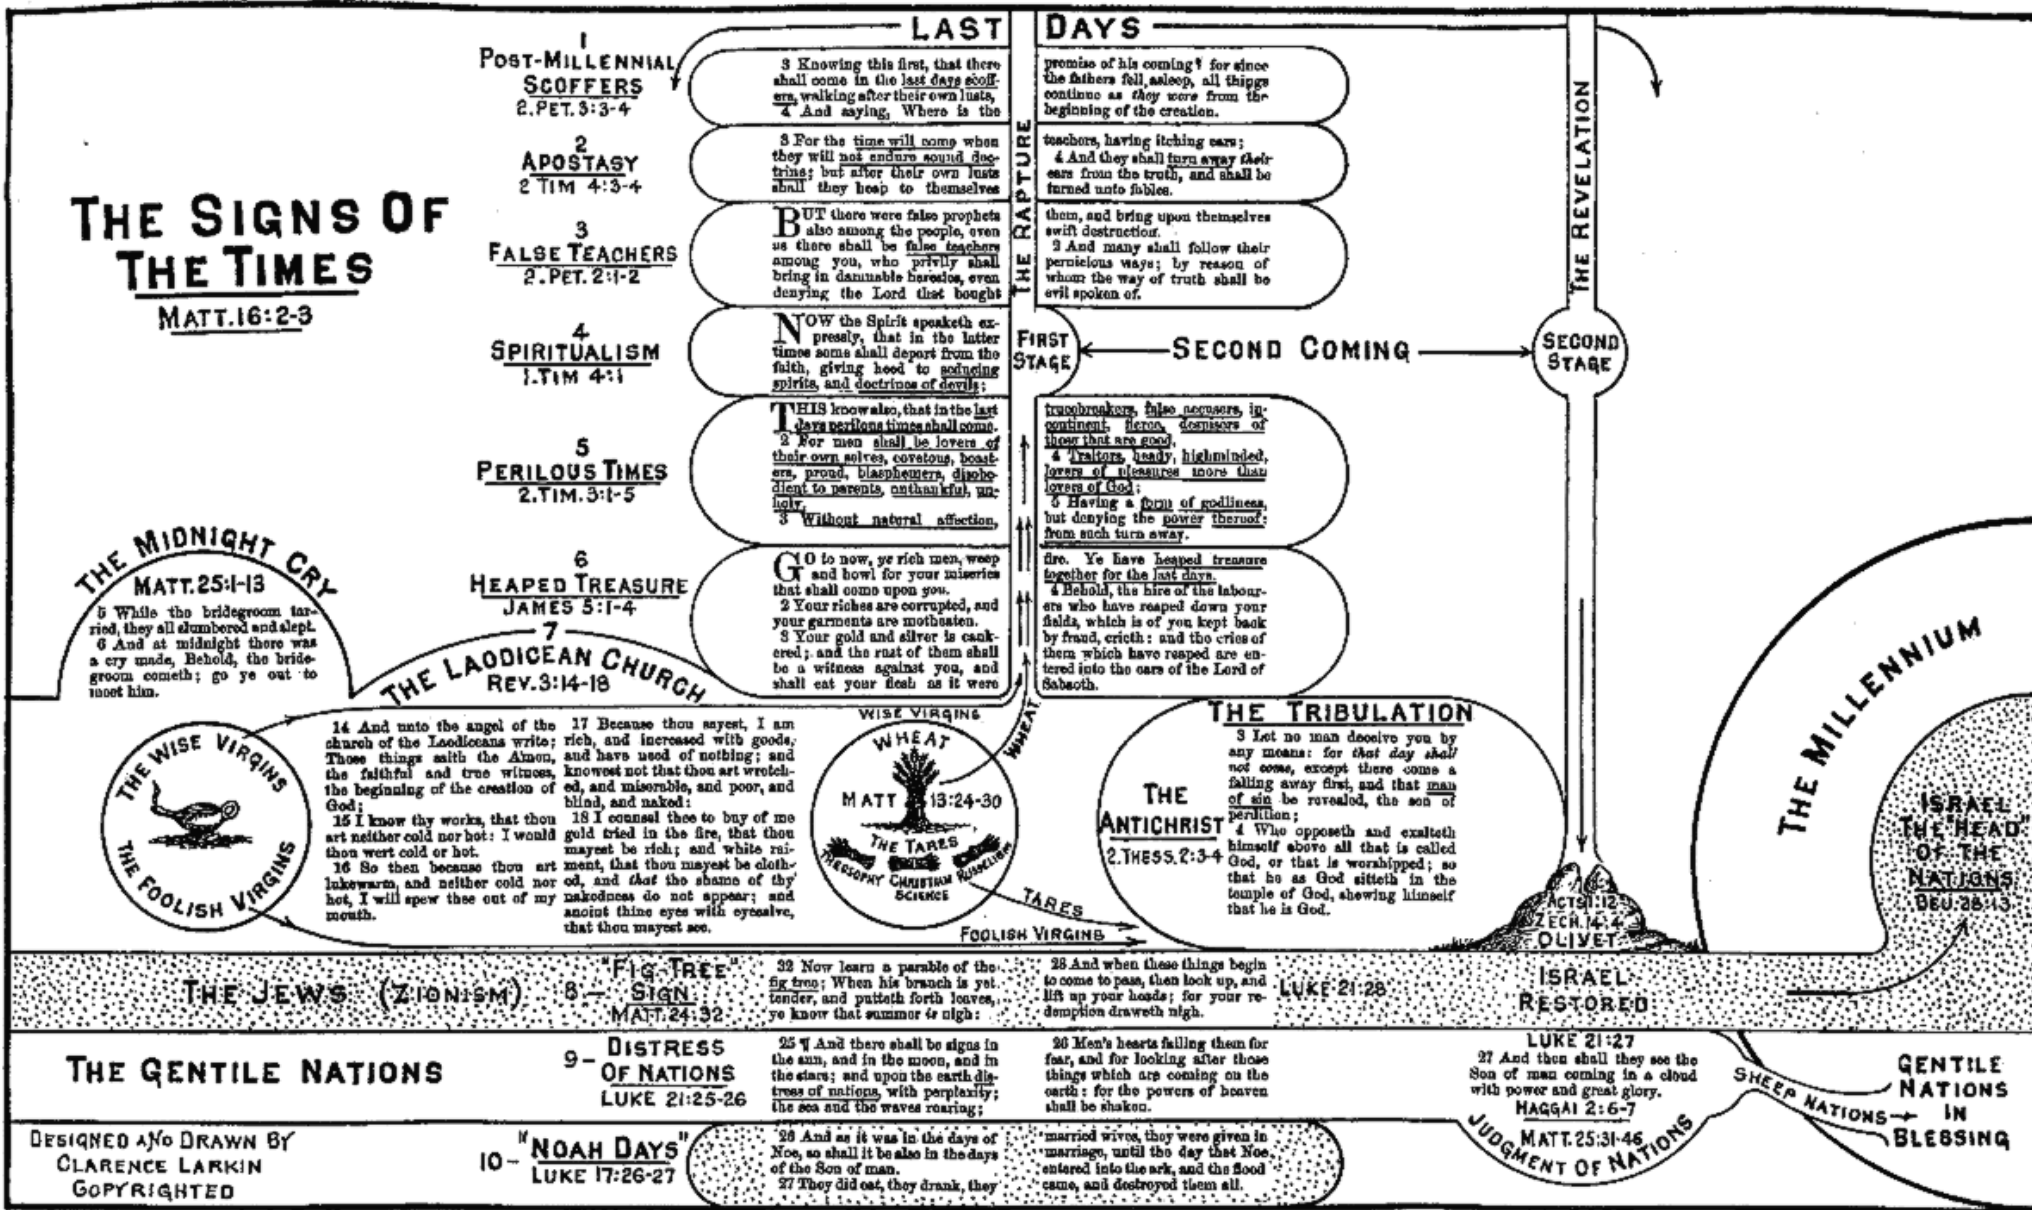 LAST DAYS
THE SIGNS OF
THE TIMES
MATT.16:2-3
1
POST-MILLENNIAL
SCOFFERS
2.PET.3:3-4
3 Knowing this first, that there
shall come in the last days scoff-
ers, walking after their own lusts,
4 And saying, Where is the
promise of his coming? for since
the fathers fell asleep, all things
continue as they were from the
beginning of the creation.
2
APOSTASY
2 TIM 4:3-4
3 For the time will come when
they will not endure sound doc-
trine; but after their own lusts
shall they heap to themselves
teachers, having itching ears;
4 And they shall turn away their
ears from the truth, and shall be
turned unto fables.
3
FALSE TEACHERS
2.PET.2:1-2
BUT there were false prophets
also among the people, even
as there shall be false teachers
among you, who privily shall
bring in damnable heresies, even
denying the Lord that bought
them, and bring upon themselves
swift destruction.
2 And many shall follow their
pernicious ways; by reason of
whom the way of truth shall be
evil spoken of.
4
SPIRITUALISM
1.TIM 4:1
NOW the Spirit speaketh ex-
pressly, that in the latter
times some shall depart from the
faith, giving heed to seducing
spirits, and doctrines of devils;
THE RAPTURE
FIRST
STAGE
SECOND COMING
THE REVELATION
SECOND
STAGE
5
PERILOUS TIMES
2.TIM.3:1-5
THIS know also, that in the last
days perilous times shall come.
2 For men shall be lovers of
their own selves, covetous, boast-
ers, proud, blasphemers, disobe-
dient to parents, unthankful, un-
holy,
3 Without natural affection,
trucebreakers, false accusers, in-
continent, fierce, despisers of
those that are good,
4 Traitors, heady, highminded,
lovers of pleasures more than
lovers of God;
5 Having a form of godliness,
but denying the power thereof:
from such turn away.
6
HEAPED TREASURE
JAMES 5:1-4
GO to now, ye rich men, weep
and howl for your miseries
that shall come upon you.
2 Your riches are corrupted, and
your garments are motheaten.
3 Your gold and silver is cank-
ered; and the rust of them shall
be a witness against you, and
shall eat your flesh as it were
fire. Ye have heaped treasure
together for the last days.
4 Behold, the hire of the labour-
ers who have reaped down your
fields, which is of you kept back
by fraud, crieth: and the cries of
them which have reaped are en-
tered into the ears of the Lord of
Sabaoth.
THE MIDNIGHT CRY
MATT.25:1-13
5 While the bridegroom tar-
ried, they all slumbered and slept.
6 And at midnight there was
a cry made, Behold, the bride-
groom cometh; go ye out to
meet him.
7
THE LAODICEAN CHURCH
REV.3:14-18
THE WISE VIRGINS
THE FOOLISH VIRGINS
14 And unto the angel of the
church of the Laodiceans write;
These things saith the Amen,
the faithful and true witness,
the beginning of the creation of
God;
15 I know thy works, that thou
art neither cold nor hot: I would
thou wert cold or hot.
16 So then because thou art
lukewarm, and neither cold nor
hot, I will spew thee out of my
mouth.
17 Because thou sayest, I am
rich, and increased with goods,
and have need of nothing; and
knowest not that thou art wretch-
ed, and miserable, and poor, and
blind, and naked:
18 I counsel thee to buy of me
gold tried in the fire, that thou
mayest be rich; and white rai-
ment, that thou mayest be cloth-
ed, and that the shame of thy
nakedness do not appear; and
anoint thine eyes with eyesalve,
that thou mayest see.
WISE VIRGINS
WHEAT
WHEAT
MATT 13:24-30
THE TARES
THEOSOPHY CHRISTIAN RUSSELISM
SCIENCE
TARES
FOOLISH VIRGINS
THE TRIBULATION
THE
ANTICHRIST
2.THESS.2:3-4
3 Let no man deceive you by
any means: for that day shall
not come, except there come a
falling away first, and that man
of sin be revealed, the son of
perdition;
4 Who opposeth and exalteth
himself above all that is called
God, or that is worshipped; so
that he as God sitteth in the
temple of God, shewing himself
that he is God.
ACTS 1:12
ZECH.14:4
OLIVET
THE MILLENNIUM
ISRAEL
THE "HEAD"
OF THE
NATIONS
DEU.28:13
THE JEWS (ZIONISM)
8- "FIG-TREE"
SIGN
MATT.24:32
32 Now learn a parable of the
fig tree; When his branch is yet
tender, and putteth forth leaves,
ye know that summer is nigh:
28 And when these things begin
to come to pass, then look up, and
lift up your heads; for your re-
demption draweth nigh.
LUKE 21:28
ISRAEL
RESTORED
THE GENTILE NATIONS
9- DISTRESS
OF NATIONS
LUKE 21:25-26
25 ¶ And there shall be signs in
the sun, and in the moon, and in
the stars; and upon the earth dis-
tress of nations, with perplexity;
the sea and the waves roaring;
26 Men's hearts failing them for
fear, and for looking after those
things which are coming on the
earth: for the powers of heaven
shall be shaken.
LUKE 21:27
27 And then shall they see the
Son of man coming in a cloud
with power and great glory.
HAGGAI 2:6-7
MATT.25:31-46
JUDGMENT OF NATIONS
SHEEP NATIONS
GENTILE
NATIONS
IN
BLESSING
DESIGNED AND DRAWN BY
CLARENCE LARKIN
COPYRIGHTED
10- "NOAH DAYS"
LUKE 17:26-27
26 And as it was in the days of
Noe, so shall it be also in the days
of the Son of man.
27 They did eat, they drank, they
married wives, they were given in
marriage, until the day that Noe
entered into the ark, and the flood
came, and destroyed them all.